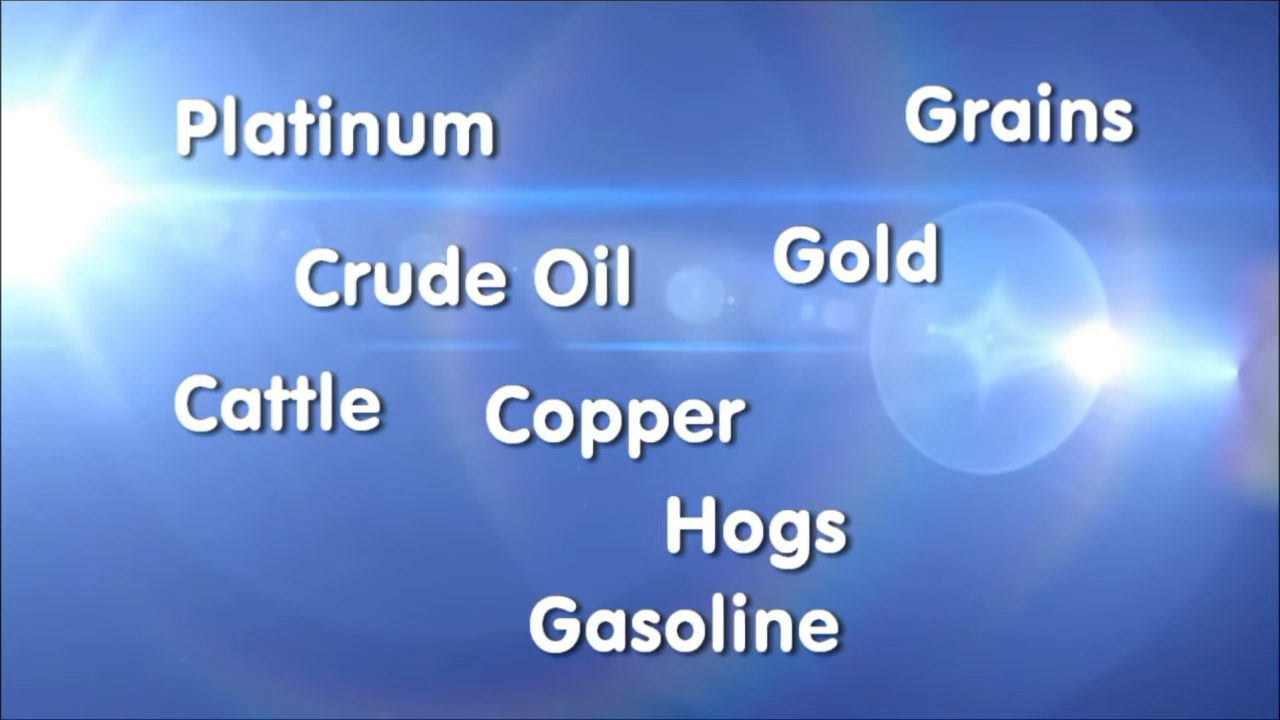 Platinum
Grains
Crude Oil
Gold
Cattle
Copper
Hogs
Gasoline